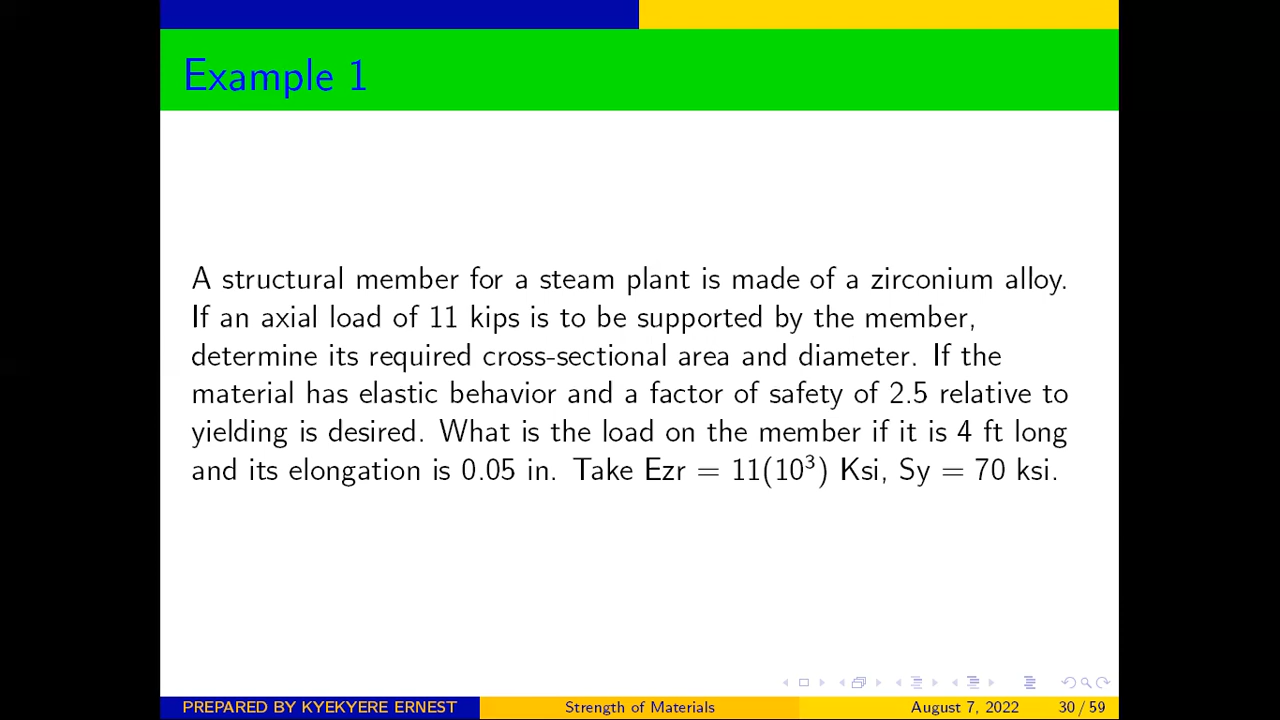 Example 1
A structural member for a steam plant is made of a zirconium alloy.
If an axial load of 11 kips is to be supported by the member,
determine its required cross-sectional area and diameter. If the
material has elastic behavior and a factor of safety of 2.5 relative to
yielding is desired. What is the load on the member if it is 4 ft long
and its elongation is 0.05 in. Take Ezr = 11(10³) Ksi, Sy = 70 ksi.
PREPARED BY KYEKYERE ERNEST Strength of Materials August 7, 2022 30 / 59